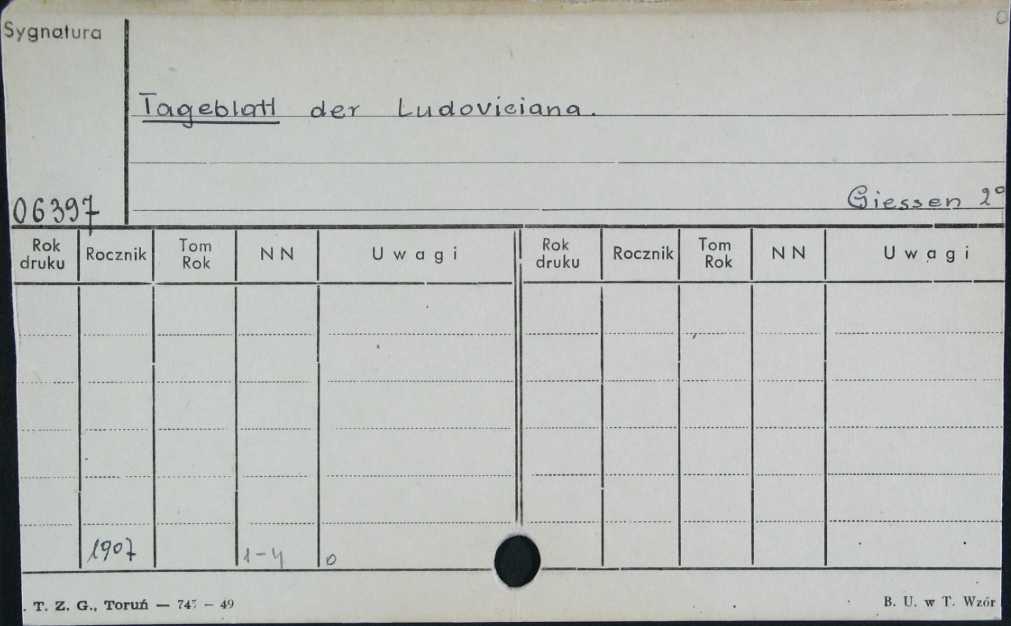 Sygnatura
Tageblatt der Ludoviciana.
06397
Giessen 2°
Rok druku Rocznik Tom Rok NN Uwagi Rok druku Rocznik Tom Rok NN Uwagi
1907 1-4 0
T. Z. G., Toruń — 747 — 49 B. U. w T. Wzór